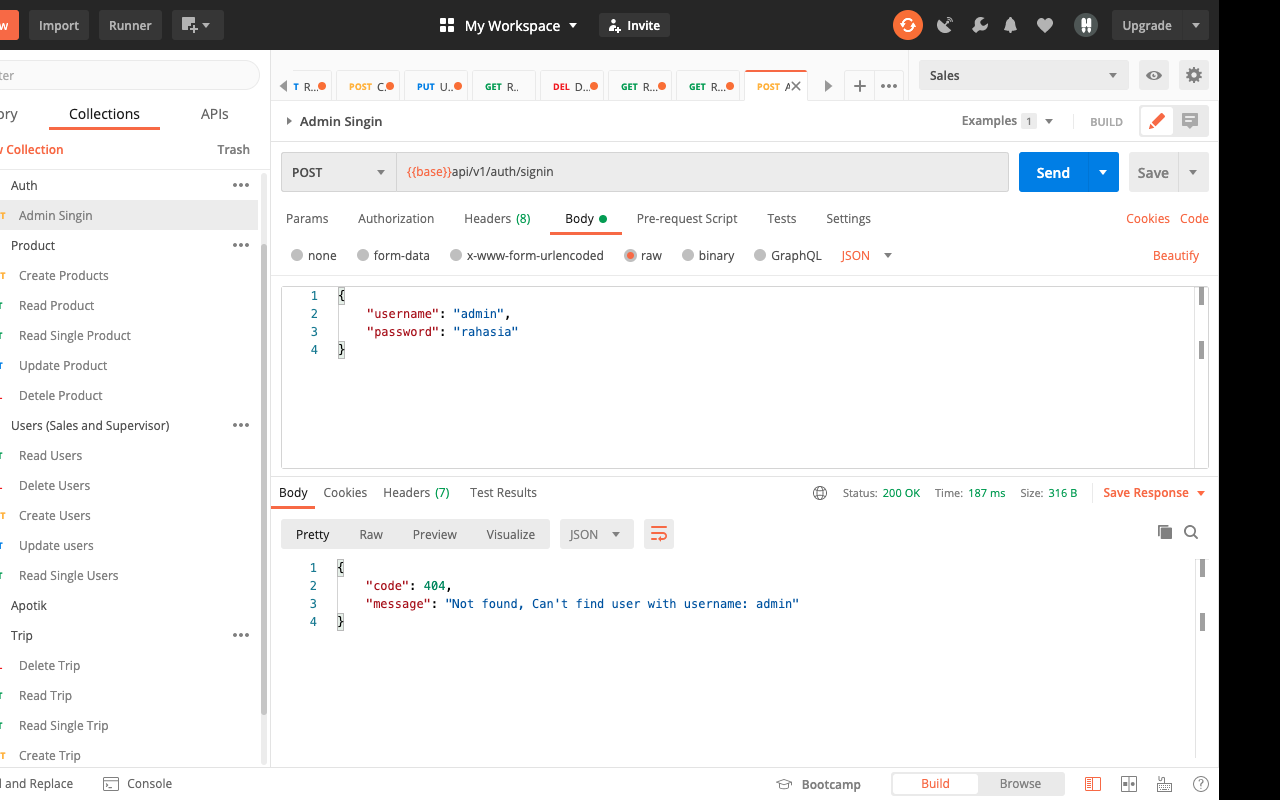 w Import Runner My Workspace Invite Upgrade
ter T R... POST C. PUT U.. GET R.. DEL D... GET R... GET R... POST A Sales
ory Collections APIs Admin Singin Examples 1 BUILD
v Collection Trash
POST {{base}}api/v1/auth/signin Send Save
Params Authorization Headers (8) Body Pre-request Script Tests Settings Cookies Code
none form-data x-www-form-urlencoded raw binary GraphQL JSON Beautify
1 {
2 "username": "admin",
3 "password": "rahasia"
4 }
Body Cookies Headers (7) Test Results Status: 200 OK Time: 187 ms Size: 316 B Save Response
Pretty Raw Preview Visualize JSON
1 {
2 "code": 404,
3 "message": "Not found, Can't find user with username: admin"
4 }
Auth
T Admin Singin
Product
T Create Products
T Read Product
T Read Single Product
T Update Product
L Detele Product
Users (Sales and Supervisor)
T Read Users
L Delete Users
T Create Users
T Update users
T Read Single Users
Apotik
Trip
L Delete Trip
T Read Trip
T Read Single Trip
T Create Trip
d and Replace Console Bootcamp Build Browse